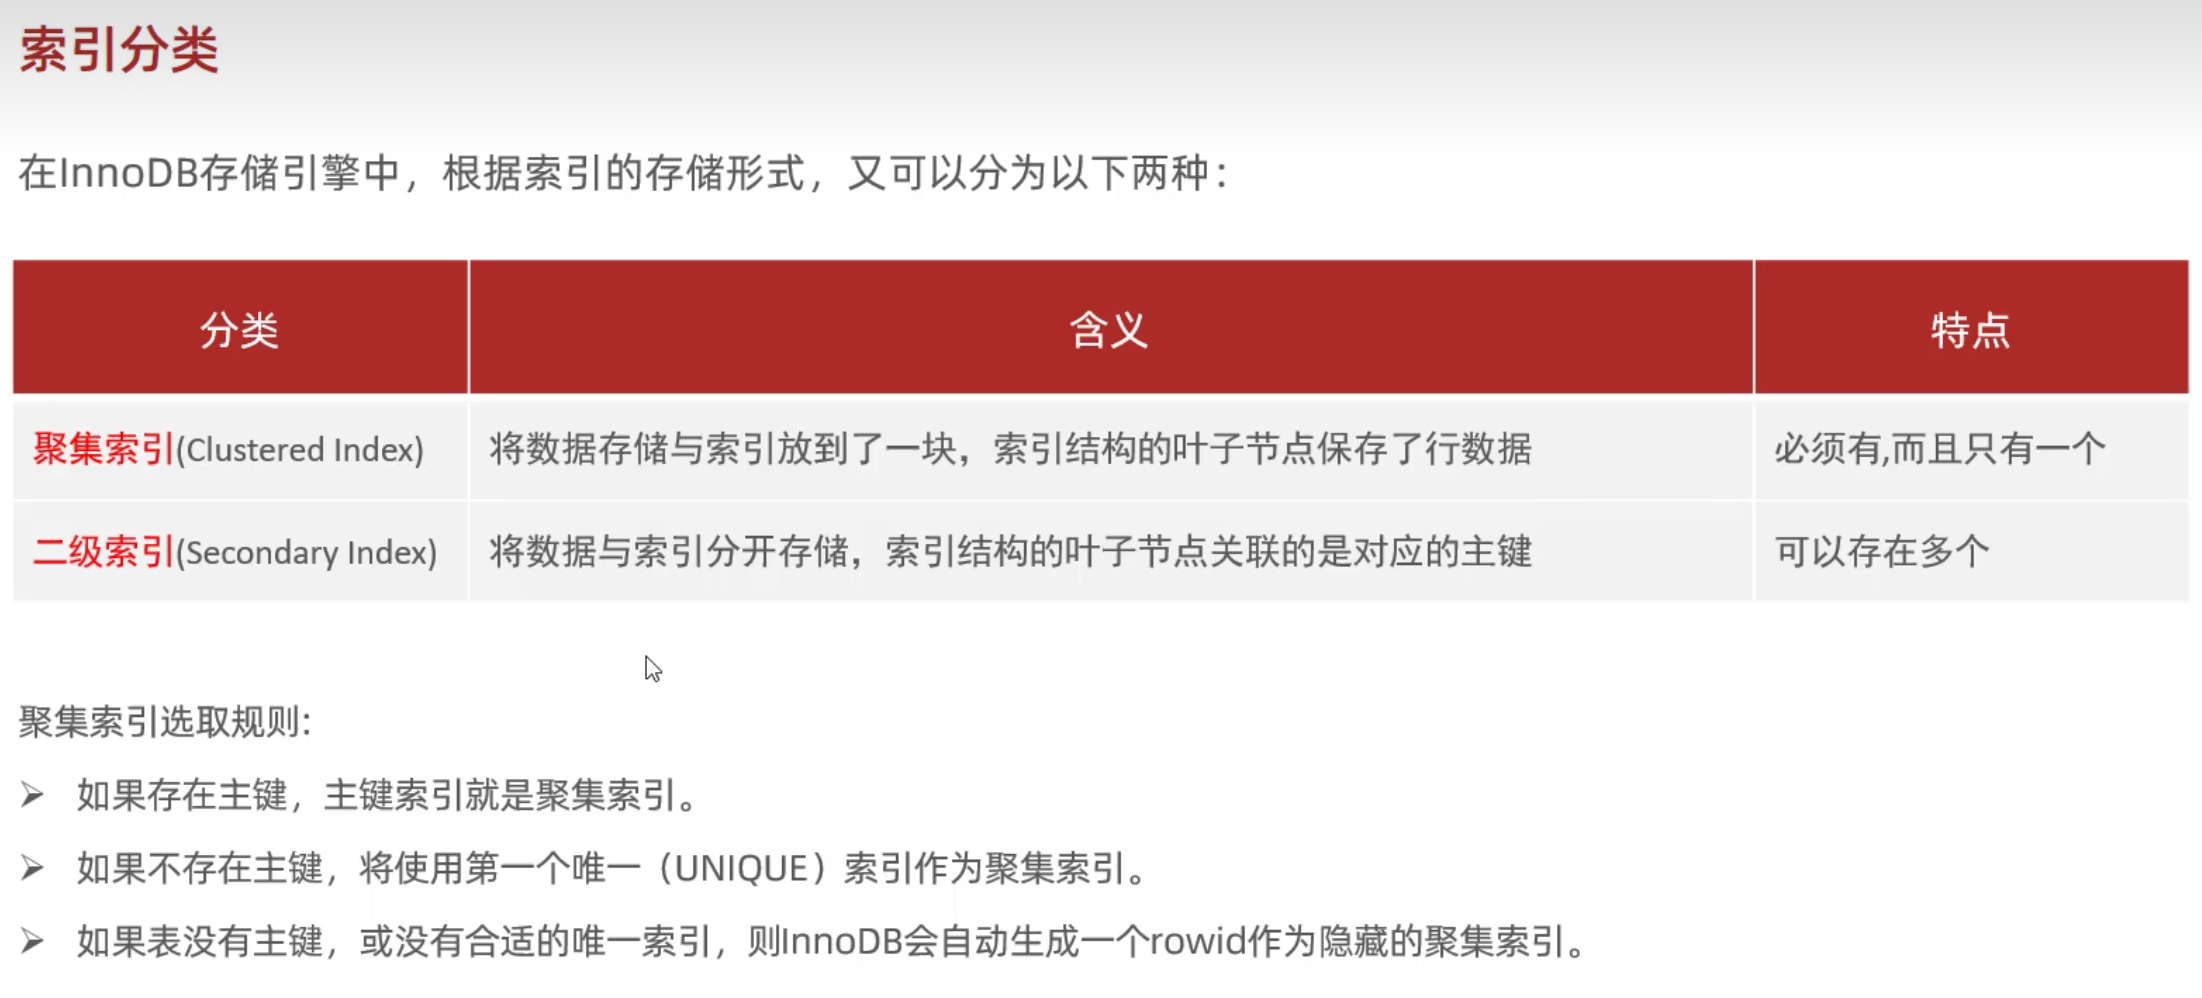 索引分类
在InnoDB存储引擎中，根据索引的存储形式，又可以分为以下两种：
分类 含义 特点
聚集索引(Clustered Index) 将数据存储与索引放到了一块，索引结构的叶子节点保存了行数据 必须有,而且只有一个
二级索引(Secondary Index) 将数据与索引分开存储，索引结构的叶子节点关联的是对应的主键 可以存在多个
聚集索引选取规则:
➢ 如果存在主键，主键索引就是聚集索引。
➢ 如果不存在主键，将使用第一个唯一（UNIQUE）索引作为聚集索引。
➢ 如果表没有主键，或没有合适的唯一索引，则InnoDB会自动生成一个rowid作为隐藏的聚集索引。